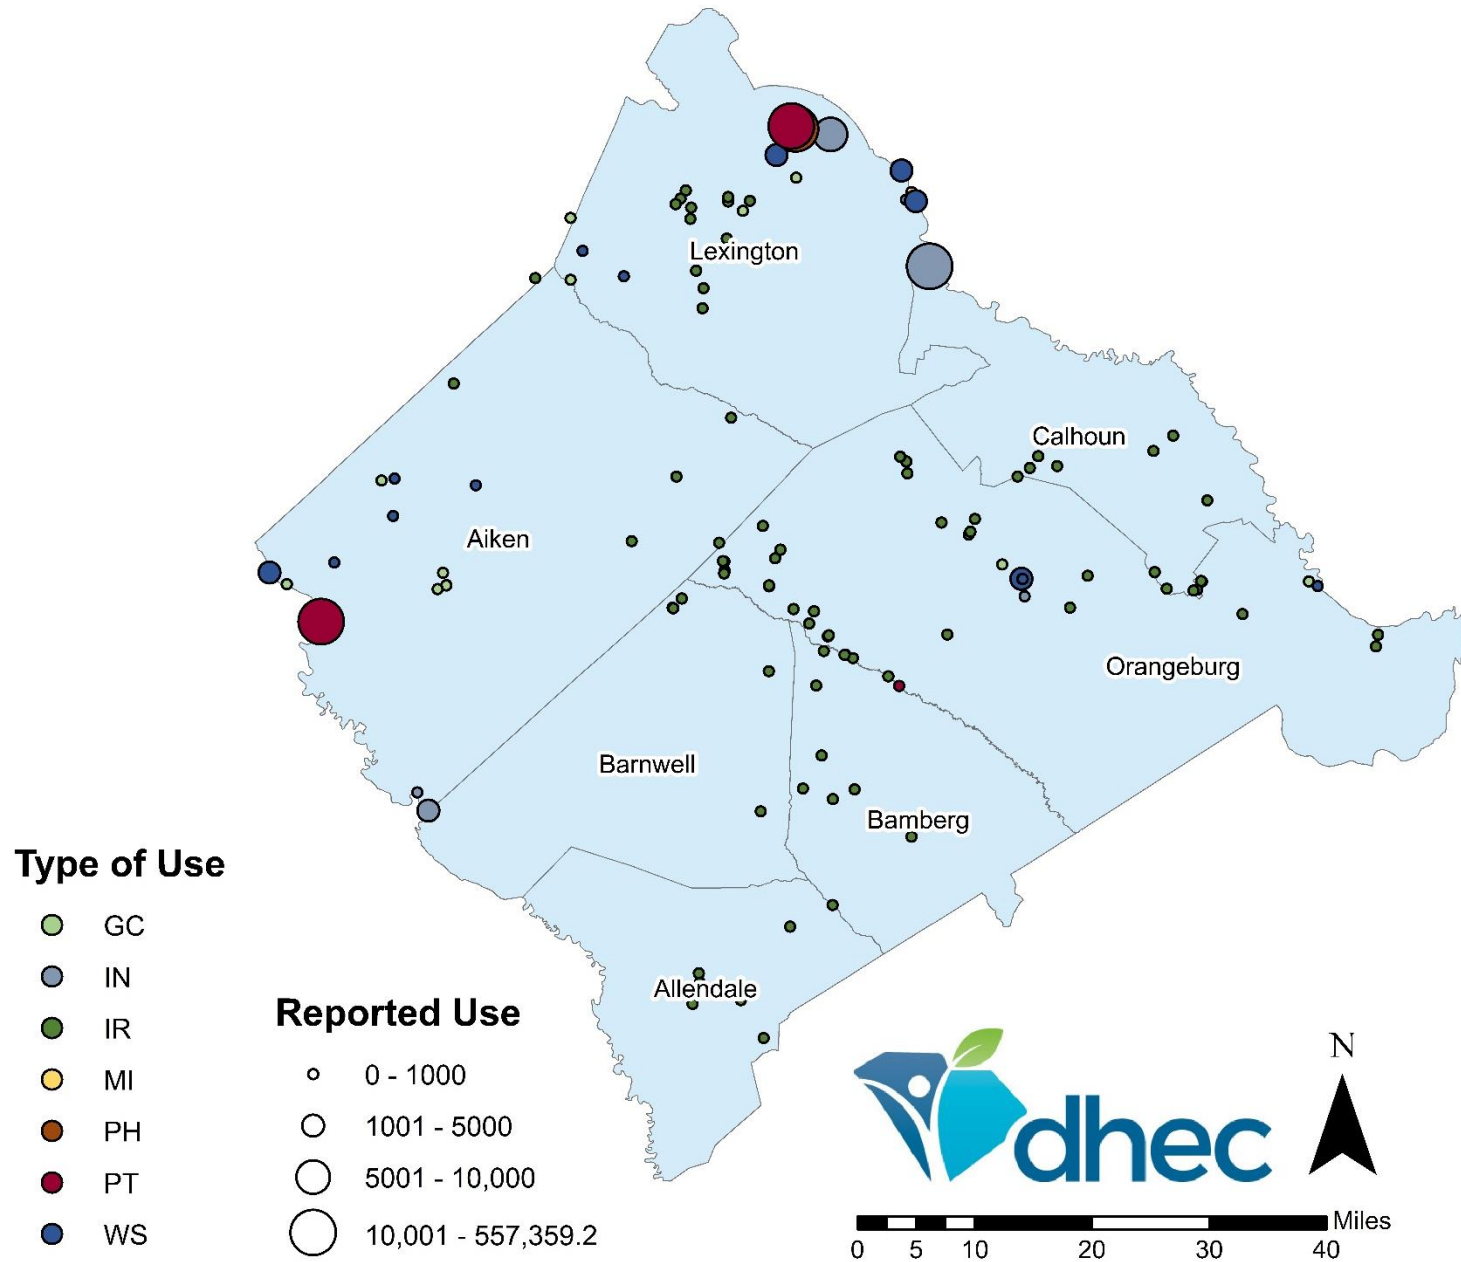 Lexington
Calhoun
Aiken
Orangeburg
Barnwell
Bamberg
Allendale
Type of Use
GC
IN
IR
MI
PH
PT
WS
Reported Use
0 - 1000
1001 - 5000
5001 - 10,000
10,001 - 557,359.2
dhec
N
Miles
0 5 10 20 30 40